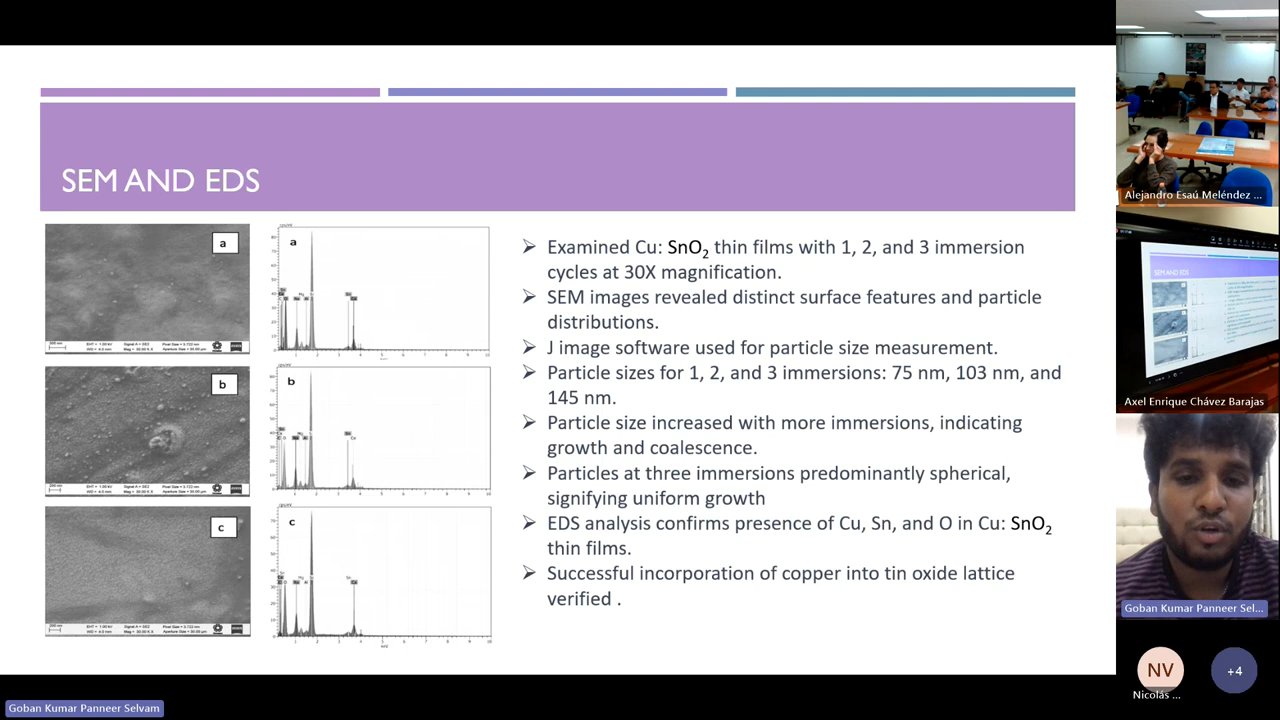 SEM AND EDS
a
b
c
a
b
c
➢ Examined Cu: SnO2 thin films with 1, 2, and 3 immersion
cycles at 30X magnification.
➢ SEM images revealed distinct surface features and particle
distributions.
➢ J image software used for particle size measurement.
➢ Particle sizes for 1, 2, and 3 immersions: 75 nm, 103 nm, and
145 nm.
➢ Particle size increased with more immersions, indicating
growth and coalescence.
➢ Particles at three immersions predominantly spherical,
signifying uniform growth
➢ EDS analysis confirms presence of Cu, Sn, and O in Cu: SnO2
thin films.
➢ Successful incorporation of copper into tin oxide lattice
verified .
Alejandro Esaú Meléndez ...
SEM AND EDS
Axel Enrique Chávez Barajas
Goban Kumar Panneer Sel...
NV
Nicolás ...
+4
Goban Kumar Panneer Selvam